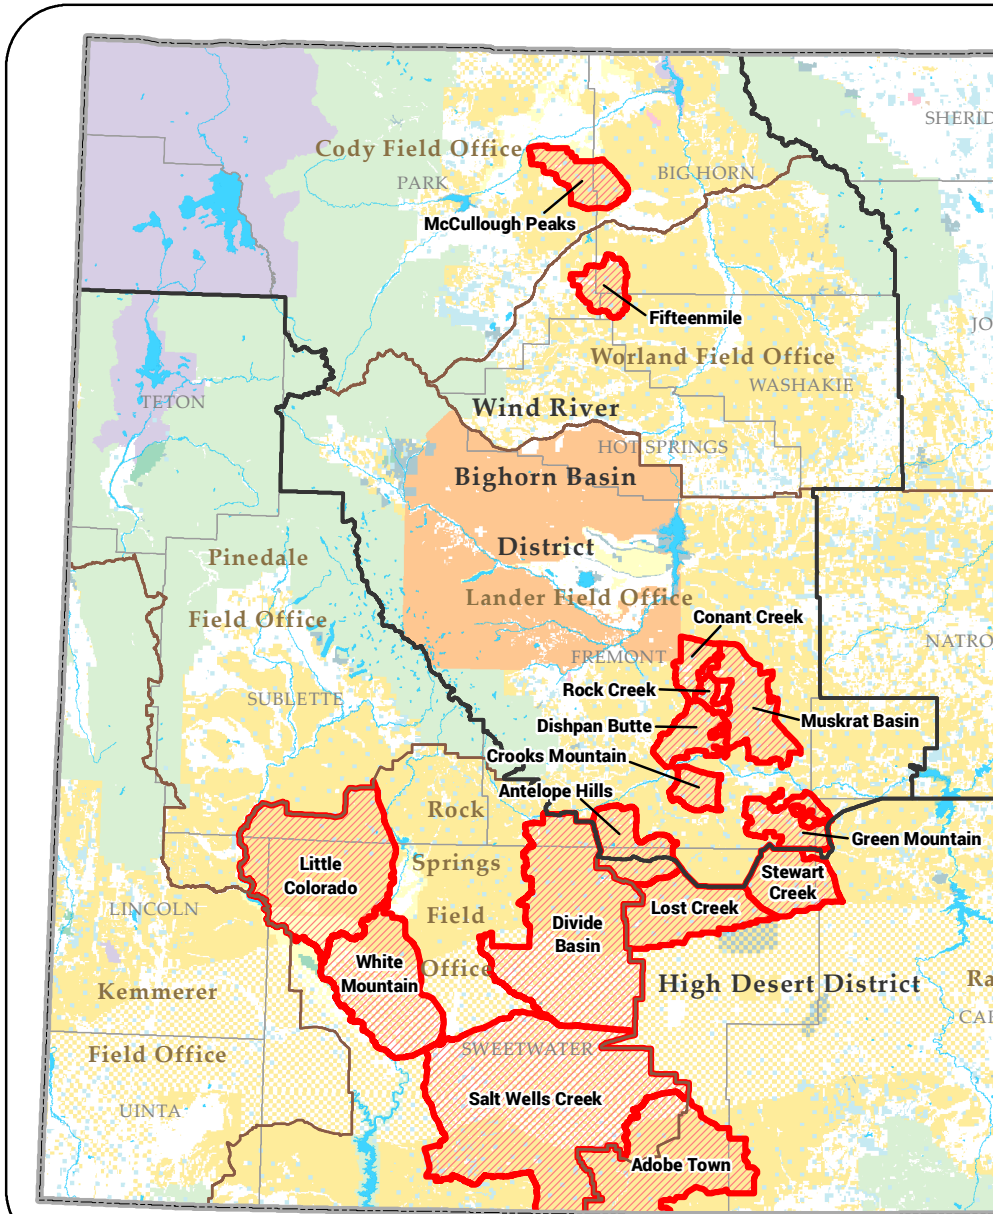 SHERID
Cody Field Office
PARK
BIG HORN
McCullough Peaks
Fifteenmile
JO
Worland Field Office
WASHAKIE
TETON
Wind River
HOT SPRINGS
Bighorn Basin
District
Pinedale
Lander Field Office
Field Office
Conant Creek
NATRO
FREMONT
Rock Creek
SUBLETTE
Dishpan Butte
Muskrat Basin
Crooks Mountain
Antelope Hills
Rock
Green Mountain
Springs
Little
Colorado
Stewart
Creek
LINCOLN
Lost Creek
Field
Divide
Basin
White
Mountain
Office
High Desert District
Ra
Kemmerer
CAR
Field Office
SWEETWATER
Salt Wells Creek
UINTA
Adobe Town